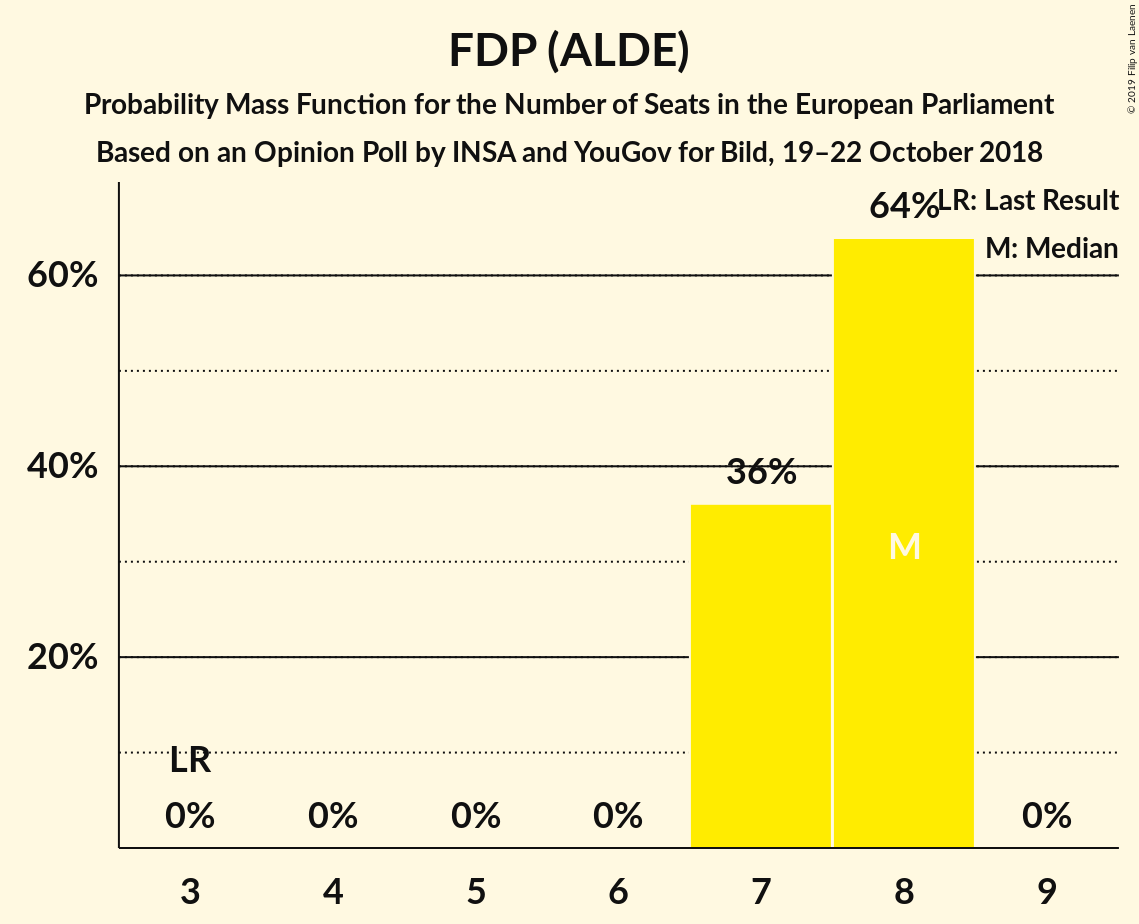 FDP (ALDE)
Probability Mass Function for the Number of Seats in the European Parliament
Based on an Opinion Poll by INSA and YouGov for Bild, 19–22 October 2018
© 2019 Filip van Laenen
LR: Last Result
M: Median
64%
60%
40%
36%
M
20%
LR
0% 0% 0% 0% 0%
3 4 5 6 7 8 9